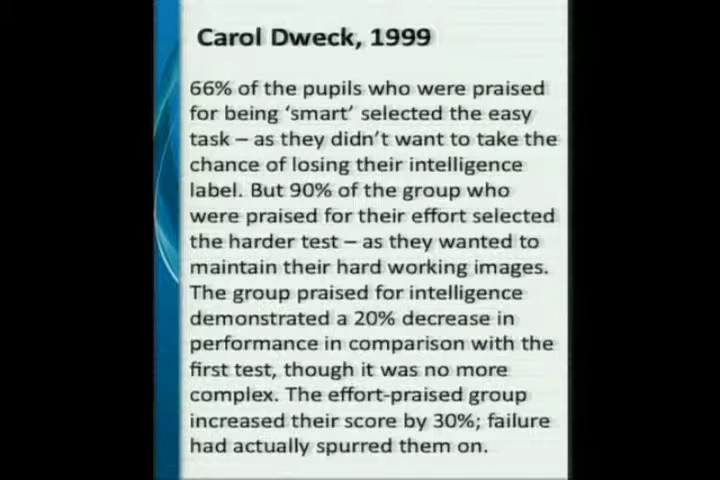 Carol Dweck, 1999
66% of the pupils who were praised
for being ‘smart’ selected the easy
task – as they didn’t want to take the
chance of losing their intelligence
label. But 90% of the group who
were praised for their effort selected
the harder test – as they wanted to
maintain their hard working images.
The group praised for intelligence
demonstrated a 20% decrease in
performance in comparison with the
first test, though it was no more
complex. The effort-praised group
increased their score by 30%; failure
had actually spurred them on.